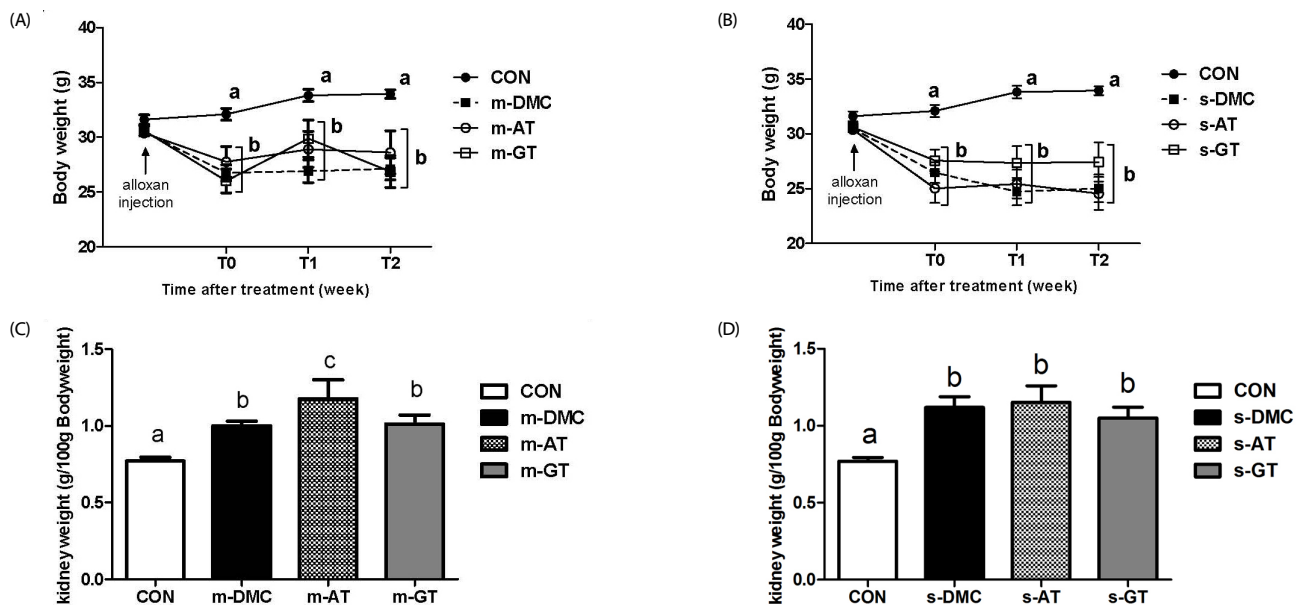 (A)
Body weight (g)
40
35
30
25
20
a
a
a
b
b
b
alloxan
injection
T0
T1
T2
Time after treatment (week)
CON
m-DMC
m-AT
m-GT
(B)
Body weight (g)
40
35
30
25
20
a
a
a
b
b
b
alloxan
injection
T0
T1
T2
Time after treatment (week)
CON
s-DMC
s-AT
s-GT
(C)
kidney weight (g/100g Bodyweight)
1.5
1.0
0.5
0.0
a
b
c
b
CON
m-DMC
m-AT
m-GT
CON
m-DMC
m-AT
m-GT
(D)
kidney weight (g/100g Bodyweight)
1.5
1.0
0.5
0.0
a
b
b
b
CON
s-DMC
s-AT
s-GT
CON
s-DMC
s-AT
s-GT